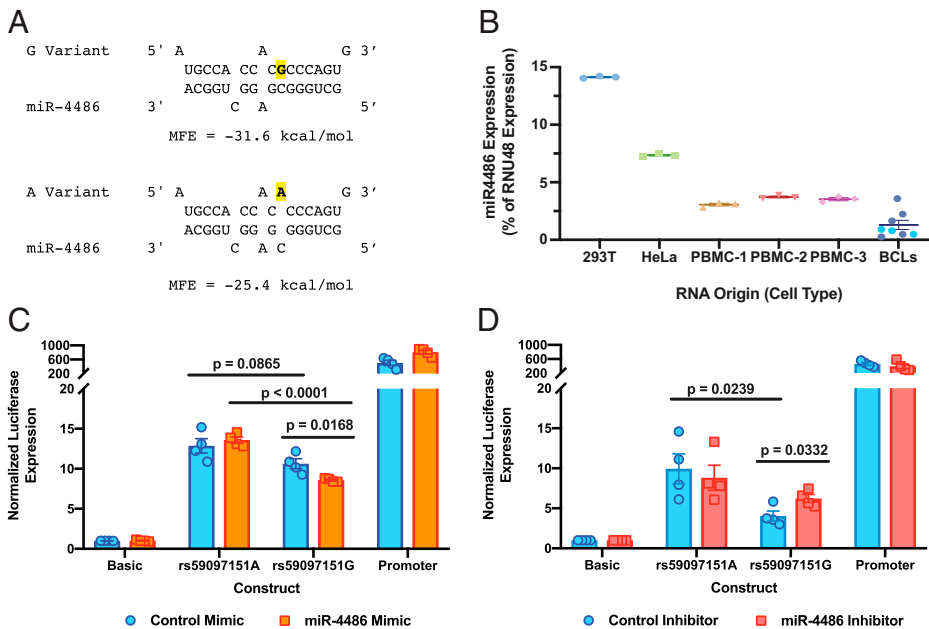 A
G Variant 5' A A G 3'
UGCCA CCC CGCCCAGU
ACGGU GG GCGGGUCG
miR-4486 3' C A 5'
MFE = -31.6 kcal/mol
A Variant 5' A A A G 3'
UGCCA CCC C CCCAGU
ACGGU GG G GGGUCG
miR-4486 3' C A C 5'
MFE = -25.4 kcal/mol
B
miR4486 Expression
(% of RNU48 Expression)
15
10
5
0
293T HeLa PBMC-1 PBMC-2 PBMC-3 BCLs
RNA Origin (Cell Type)
C
Normalized Luciferase
Expression
1000
600
200
20
15
10
5
0
p = 0.0865
p < 0.0001
p = 0.0168
Basic rs59097151A rs59097151G Promoter
Construct
Control Mimic miR-4486 Mimic
D
Normalized Luciferase
Expression
1000
600
200
20
15
10
5
0
p = 0.0239
p = 0.0332
Basic rs59097151A rs59097151G Promoter
Construct
Control Inhibitor miR-4486 Inhibitor